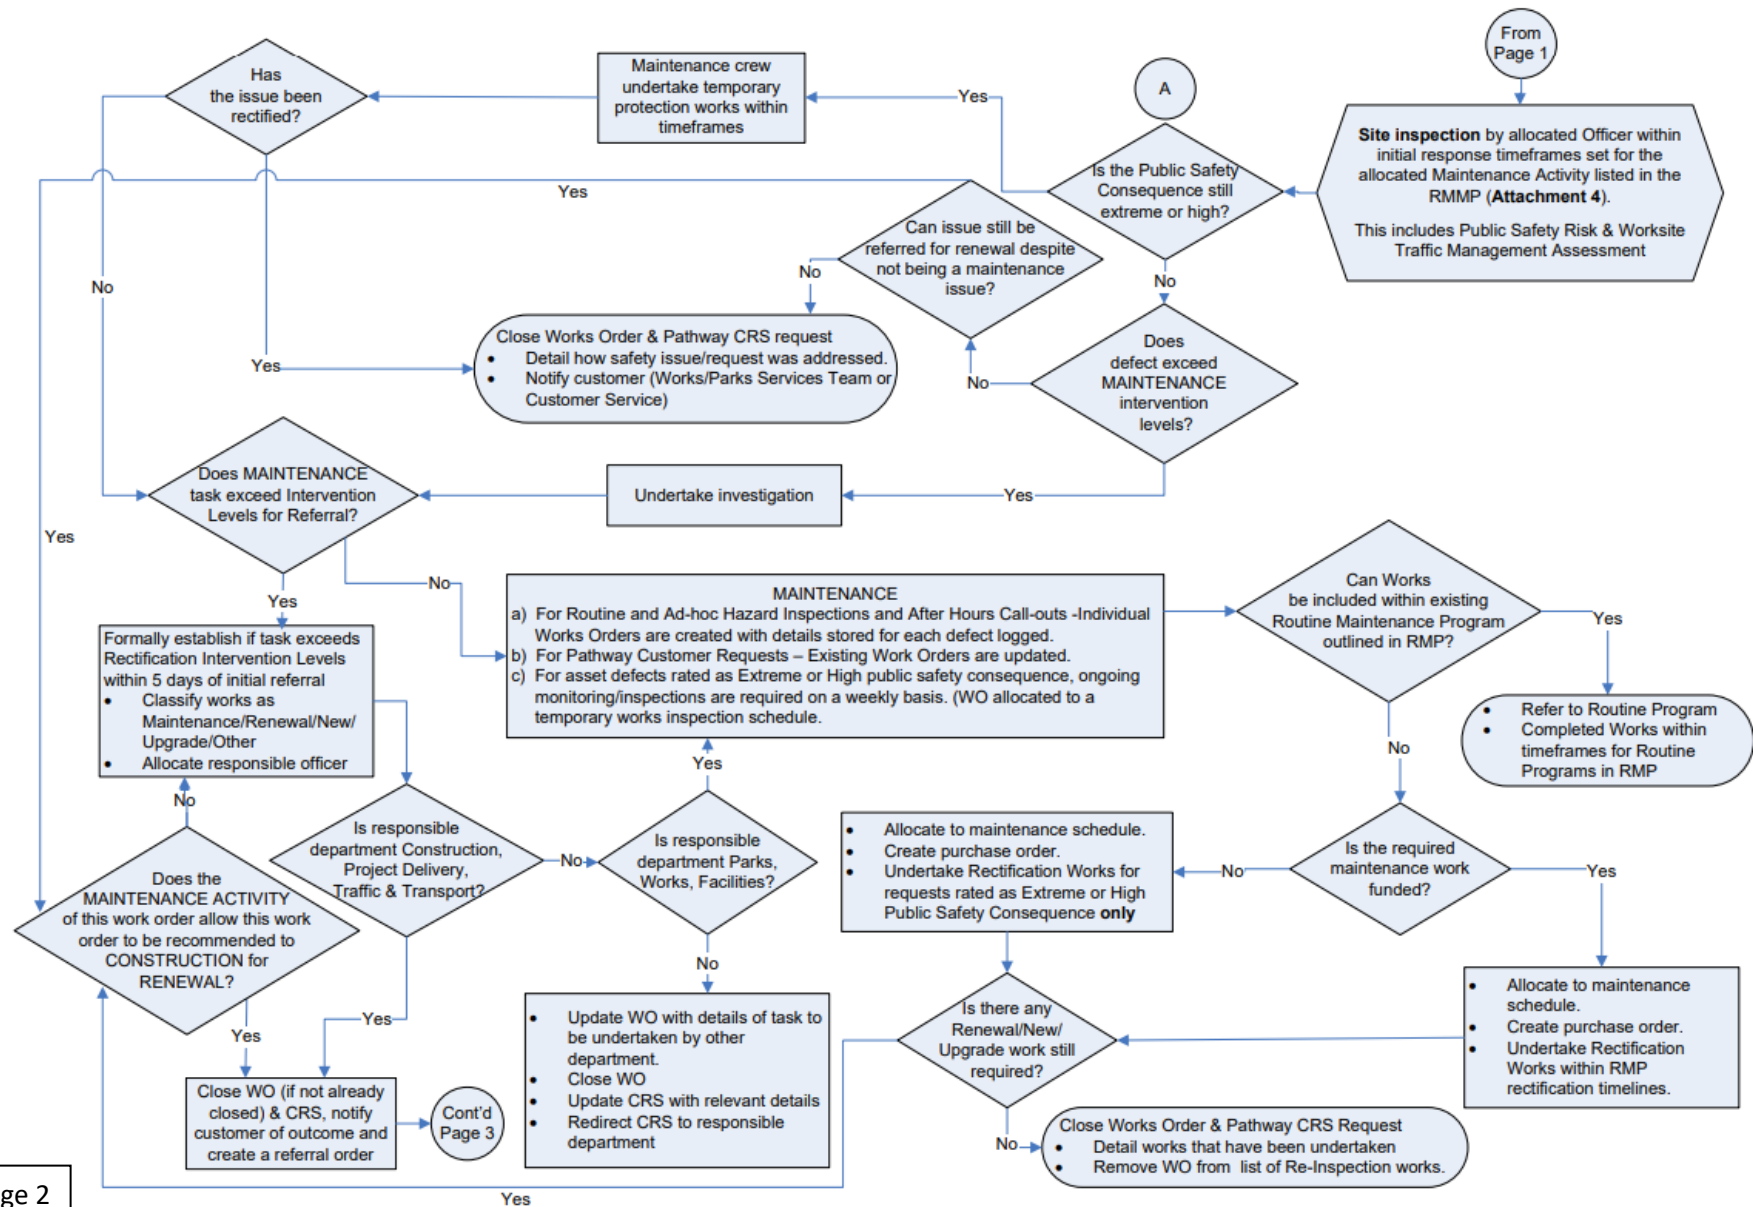 From
Page 1
A
Has
the issue been
rectified?
Maintenance crew
undertake temporary
protection works within
timeframes
Yes
Is the Public Safety
Consequence still
extreme or high?
Site inspection by allocated Officer within
initial response timeframes set for the
allocated Maintenance Activity listed in the
RMMP (Attachment 4).
This includes Public Safety Risk & Worksite
Traffic Management Assessment
Yes
Can issue still be
referred for renewal despite
not being a maintenance
issue?
No
No
No
Close Works Order & Pathway CRS request
• Detail how safety issue/request was addressed.
• Notify customer (Works/Parks Services Team or
Customer Service)
Yes
No
Does
defect exceed
MAINTENANCE
intervention
levels?
Does MAINTENANCE
task exceed Intervention
Levels for Referral?
Undertake investigation
Yes
Yes
No
Yes
Formally establish if task exceeds
Rectification Intervention Levels
within 5 days of initial referral
• Classify works as
Maintenance/Renewal/New/
Upgrade/Other
• Allocate responsible officer
MAINTENANCE
a) For Routine and Ad-hoc Hazard Inspections and After Hours Call-outs -Individual
Works Orders are created with details stored for each defect logged.
b) For Pathway Customer Requests – Existing Work Orders are updated.
c) For asset defects rated as Extreme or High public safety consequence, ongoing
monitoring/inspections are required on a weekly basis. (WO allocated to a
temporary works inspection schedule.
Can Works
be included within existing
Routine Maintenance Program
outlined in RMP?
Yes
• Refer to Routine Program
• Completed Works within
timeframes for Routine
Programs in RMP
No
Yes
No
Is responsible
department Construction,
Project Delivery,
Traffic & Transport?
No
Is responsible
department Parks,
Works, Facilities?
• Allocate to maintenance schedule.
• Create purchase order.
• Undertake Rectification Works for
requests rated as Extreme or High
Public Safety Consequence only
No
Is the required
maintenance work
funded?
Yes
Does the
MAINTENANCE ACTIVITY
of this work order allow this work
order to be recommended to
CONSTRUCTION for
RENEWAL?
No
Yes
Yes
• Update WO with details of task to
be undertaken by other
department.
• Close WO
• Update CRS with relevant details
• Redirect CRS to responsible
department
Is there any
Renewal/New/
Upgrade work still
required?
• Allocate to maintenance
schedule.
• Create purchase order.
• Undertake Rectification
Works within RMP
rectification timelines.
Close WO (if not already
closed) & CRS, notify
customer of outcome and
create a referral order
Cont'd
Page 3
No
Close Works Order & Pathway CRS Request
• Detail works that have been undertaken
• Remove WO from list of Re-Inspection works.
Yes
ge 2